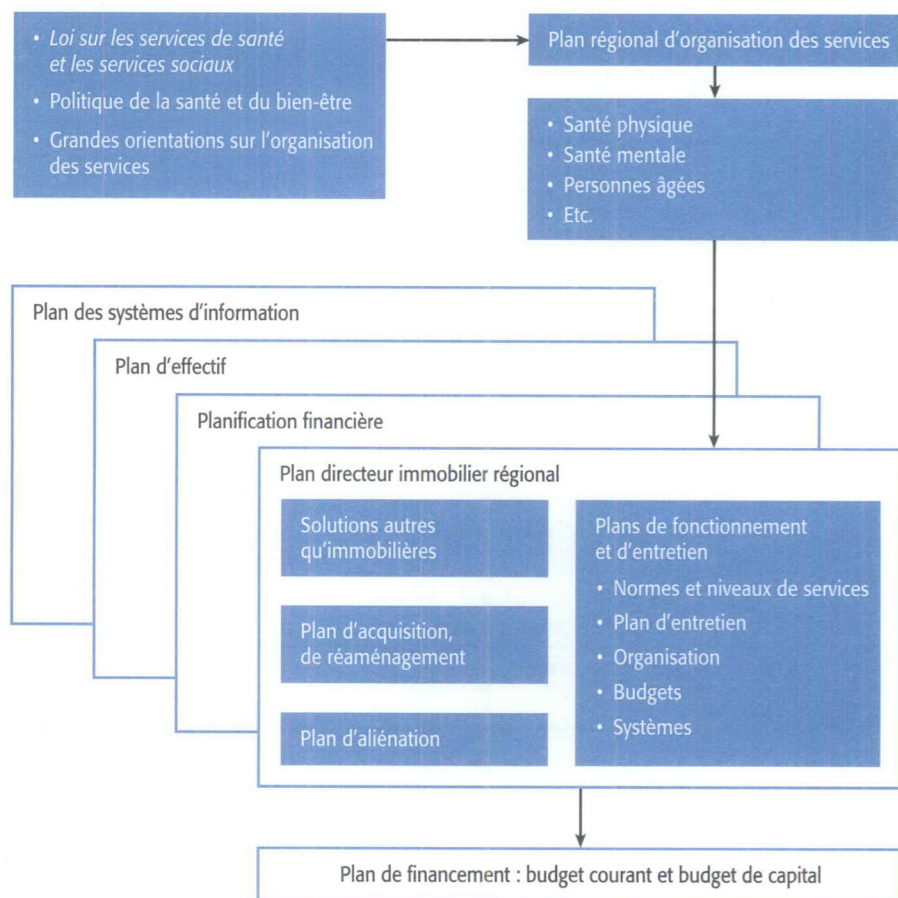 • Loi sur les services de santé
et les services sociaux
• Politique de la santé et du bien-être
• Grandes orientations sur l'organisation
des services
Plan régional d'organisation des services
• Santé physique
• Santé mentale
• Personnes âgées
• Etc.
Plan des systèmes d'information
Plan d'effectif
Planification financière
Plan directeur immobilier régional
Solutions autres
qu'immobilières
Plan d'acquisition,
de réaménagement
Plan d'aliénation
Plans de fonctionnement
et d'entretien
• Normes et niveaux de services
• Plan d'entretien
• Organisation
• Budgets
• Systèmes
Plan de financement : budget courant et budget de capital